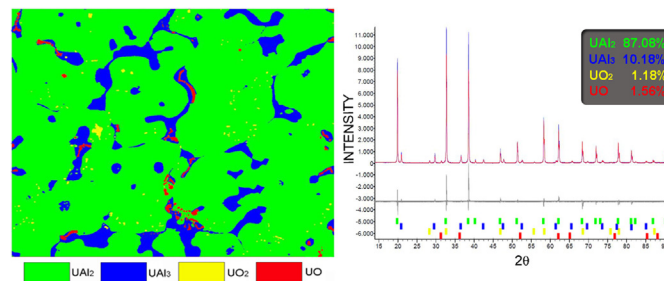 UAl₂ UAl₃ UO₂ UO
INTENSITY
11.000
10.000
9.000
8.000
7.000
6.000
5.000
4.000
3.000
2.000
1.000
0.000
-1.000
-2.000
-3.000
-4.000
-5.000
-6.000
UAl₂ 87.08%
UAl₃ 10.18%
UO₂ 1.18%
UO 1.56%
15 20 25 30 35 40 45 50 55 60 65 70 75 80 85
2θ